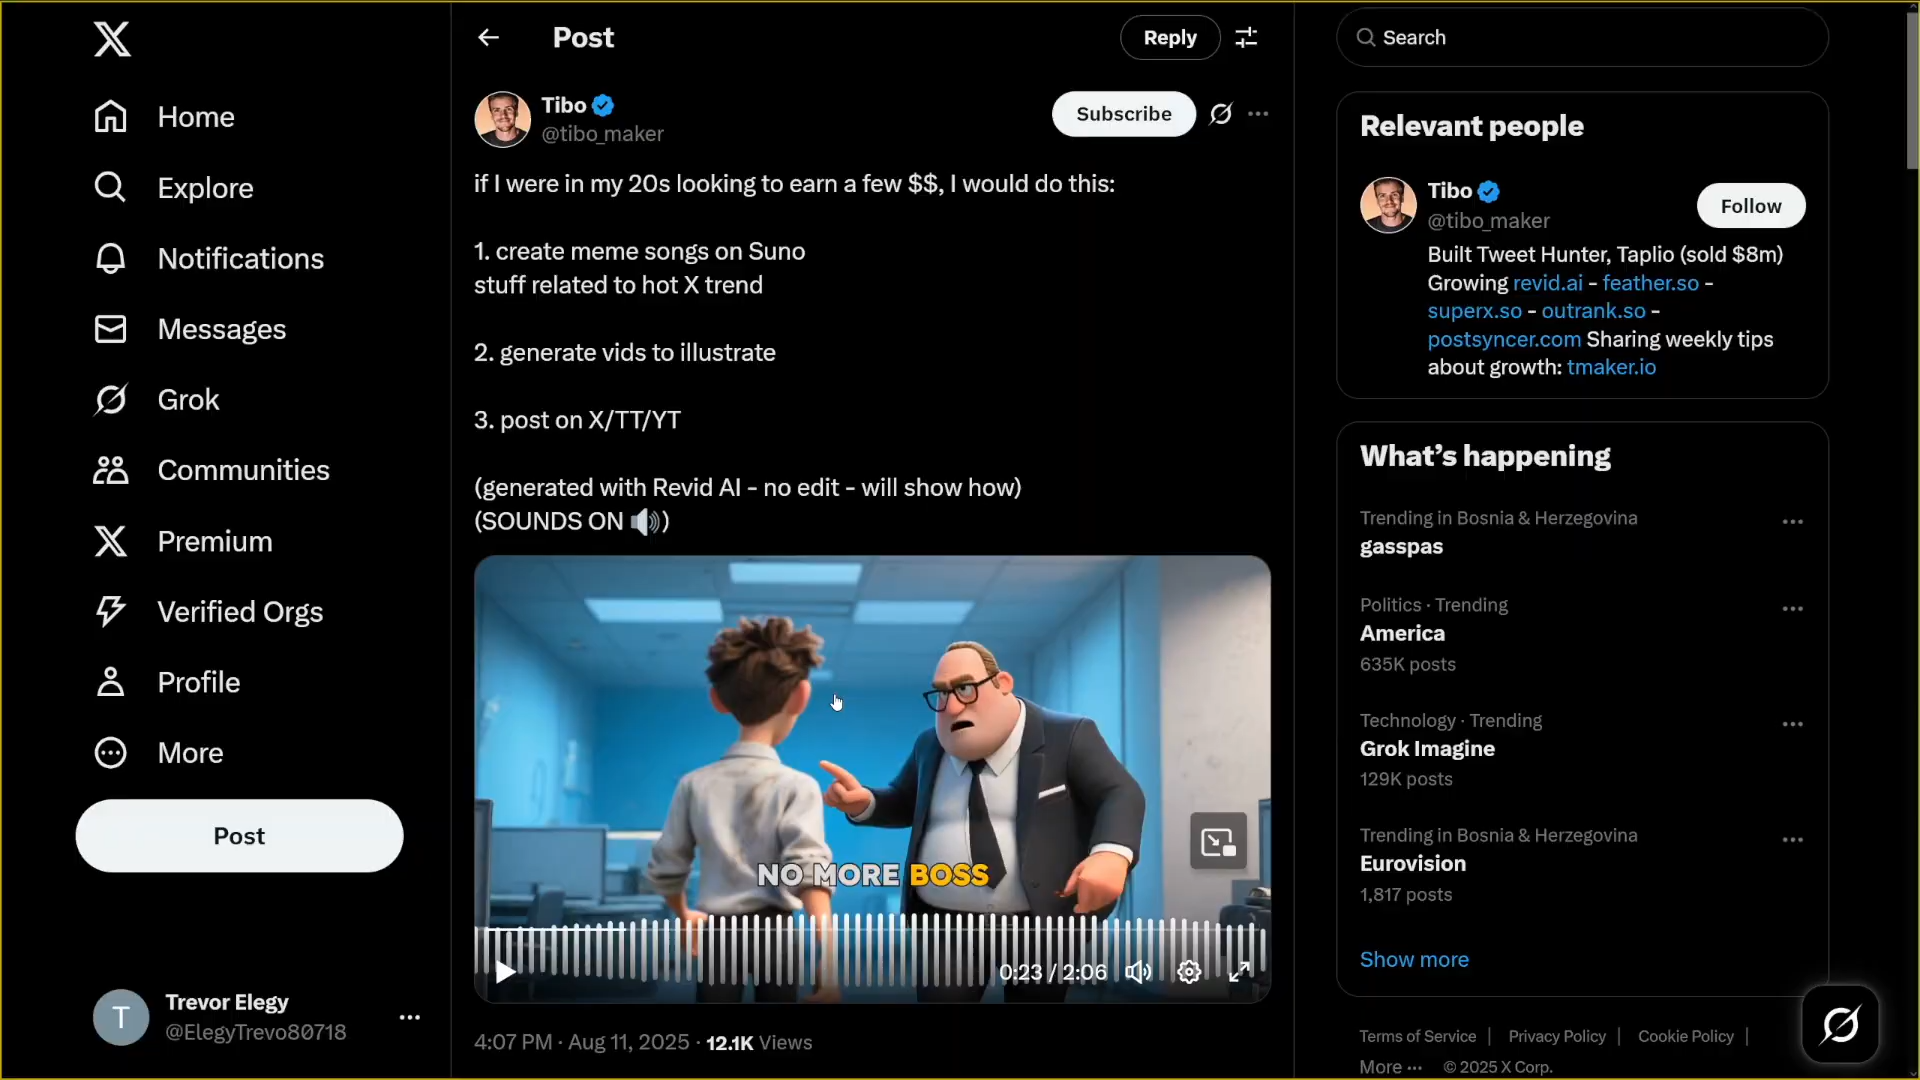 Home
Explore
Notifications
Messages
Grok
Communities
Premium
Verified Orgs
Profile
More
Post
T
Trevor Elegy
@ElegyTrevo80718
Post
Reply
Tibo
@tibo_maker
Subscribe
if I were in my 20s looking to earn a few $$, I would do this:
1. create meme songs on Suno
stuff related to hot X trend
2. generate vids to illustrate
3. post on X/TT/YT
(generated with Revid AI - no edit - will show how)
(SOUNDS ON 🔊)
NO MORE BOSS
0:23 / 2:06
4:07 PM · Aug 11, 2025 · 12.1K Views
Search
Relevant people
Tibo
@tibo_maker
Follow
Built Tweet Hunter, Taplio (sold $8m)
Growing revid.ai - feather.so -
superx.so - outrank.so -
postsyncer.com Sharing weekly tips
about growth: tmaker.io
What's happening
Trending in Bosnia & Herzegovina
gasspas
Politics · Trending
America
635K posts
Technology · Trending
Grok Imagine
129K posts
Trending in Bosnia & Herzegovina
Eurovision
1,817 posts
Show more
Terms of Service | Privacy Policy | Cookie Policy |
More ··· © 2025 X Corp.